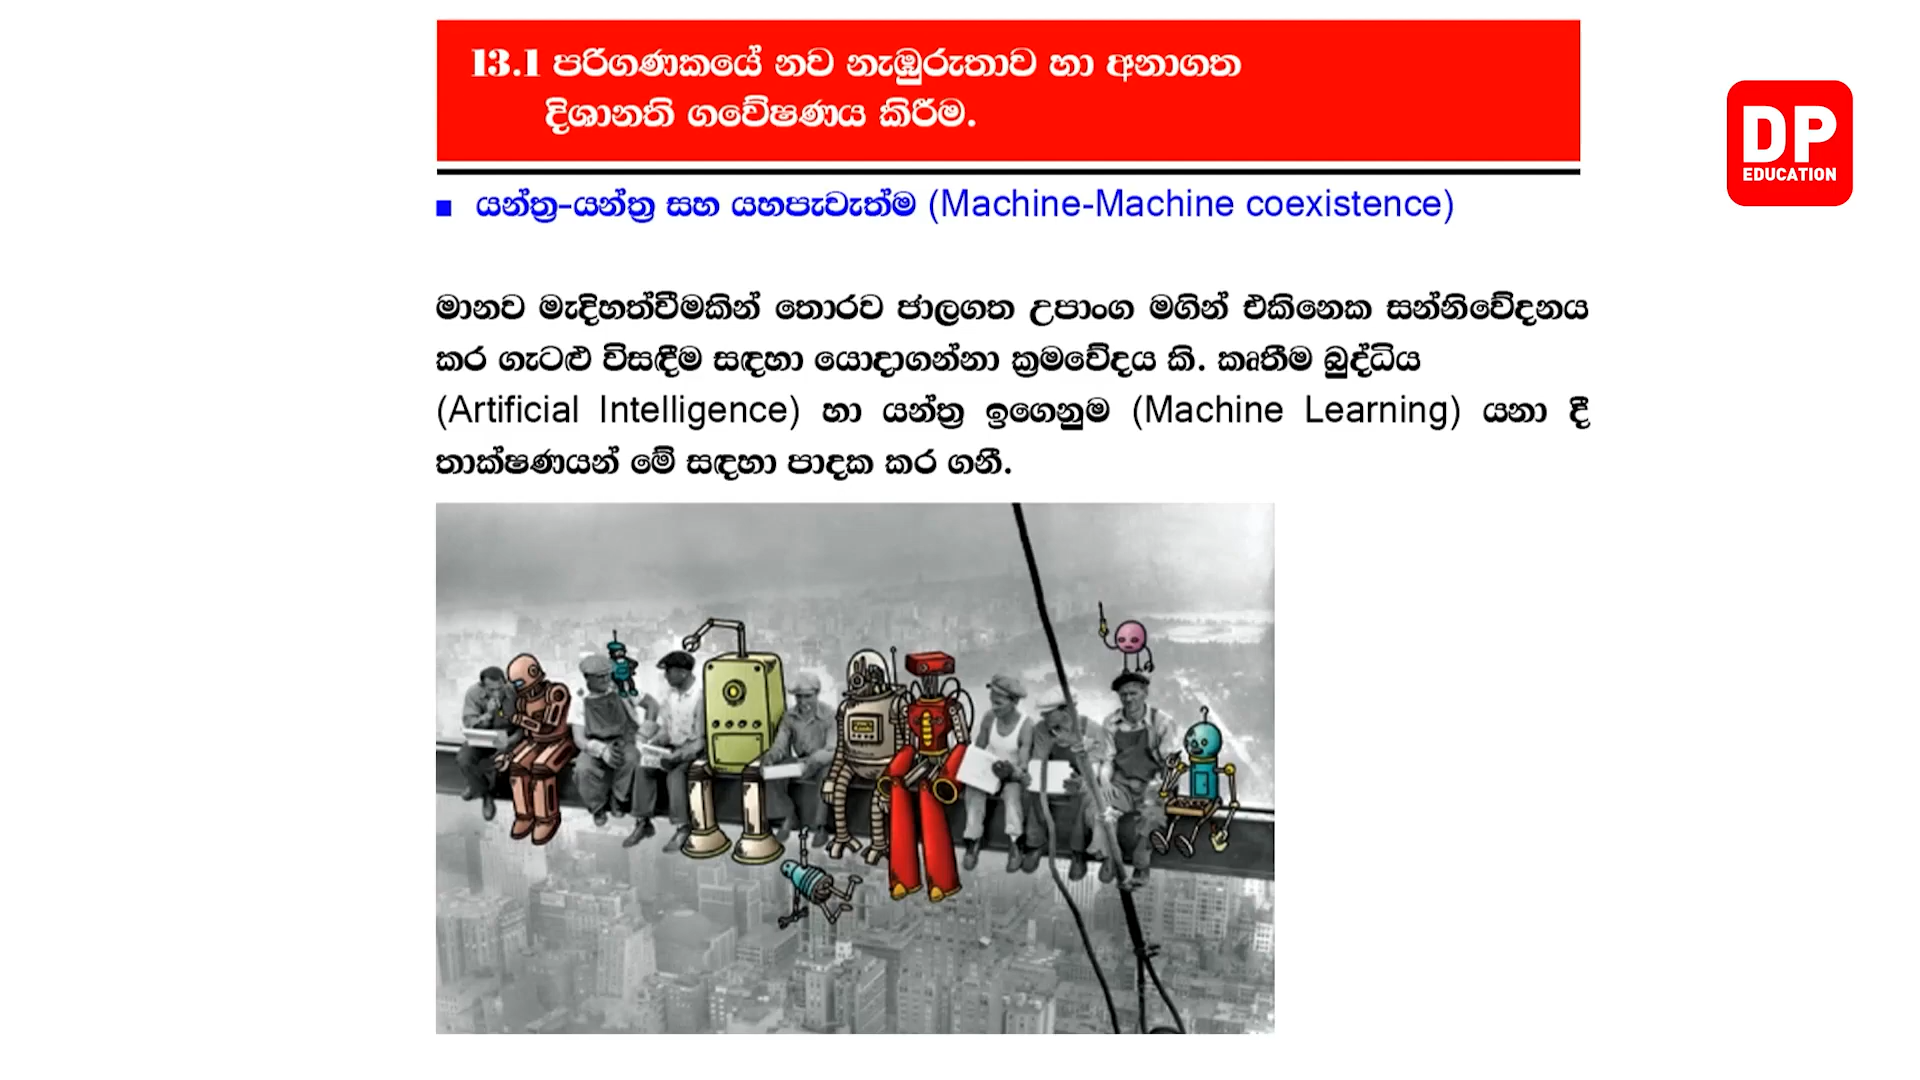 13.1 පරිගණකයේ නව නැඹුරුතාව හා අනාගත
දිශානති ගවේෂණය කිරීම.
DP
EDUCATION
■ යන්ත්‍ර-යන්ත්‍ර සහ යහපැවැත්ම (Machine-Machine coexistence)
මානව මැදිහත්වීමකින් තොරව ජාලගත උපාංග මගින් එකිනෙක සන්නිවේදනය
කර ගැටළු විසඳීම සඳහා යොදාගන්නා ක්‍රමවේදය කි. කෘතීම බුද්ධිය
(Artificial Intelligence) හා යන්ත්‍ර ඉගෙනුම (Machine Learning) යනා දී
තාක්ෂණයන් මේ සඳහා පාදක කර ගනී.